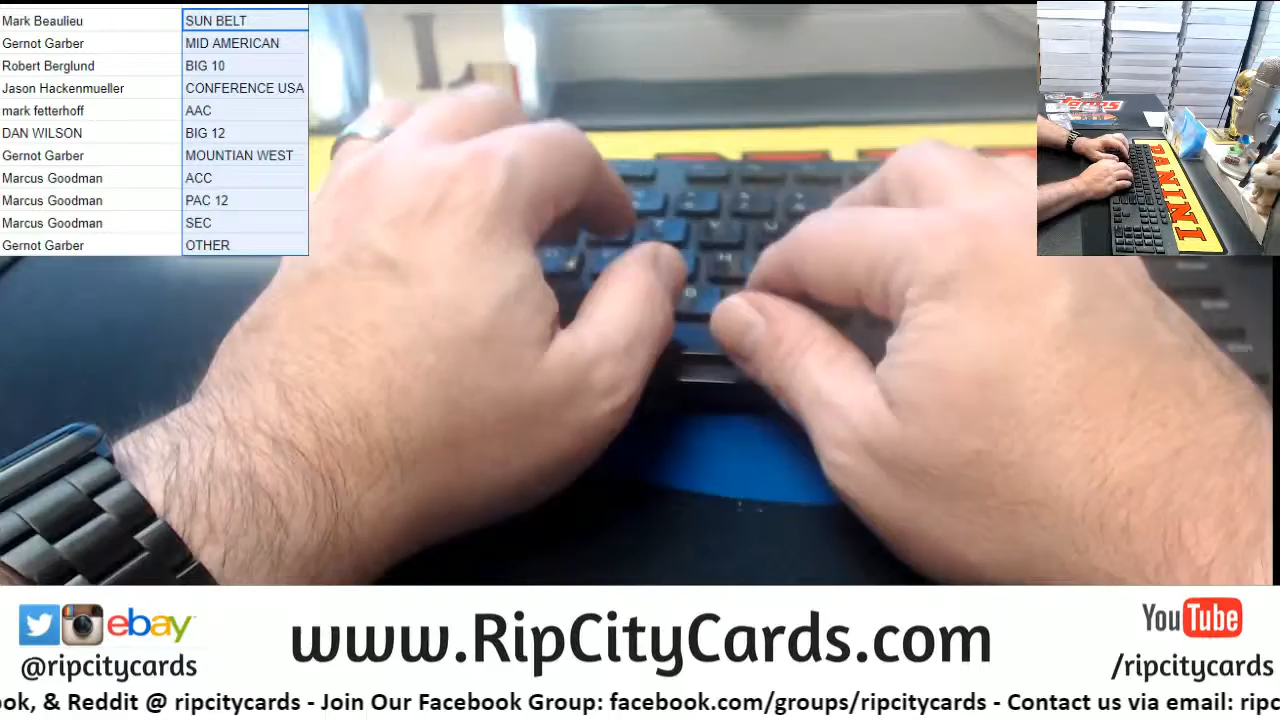 Mark Beaulieu SUN BELT
Gernot Garber MID AMERICAN
Robert Berglund BIG 10
Jason Hackenmueller CONFERENCE USA
mark fetterhoff AAC
DAN WILSON BIG 12
Gernot Garber MOUNTIAN WEST
Marcus Goodman ACC
Marcus Goodman PAC 12
Marcus Goodman SEC
Gernot Garber OTHER
PANINI
ebay
@ripcitycards
www.RipCityCards.com
YouTube
/ripcitycards
ook, & Reddit @ ripcitycards - Join Our Facebook Group: facebook.com/groups/ripcitycards - Contact us via email: ripc